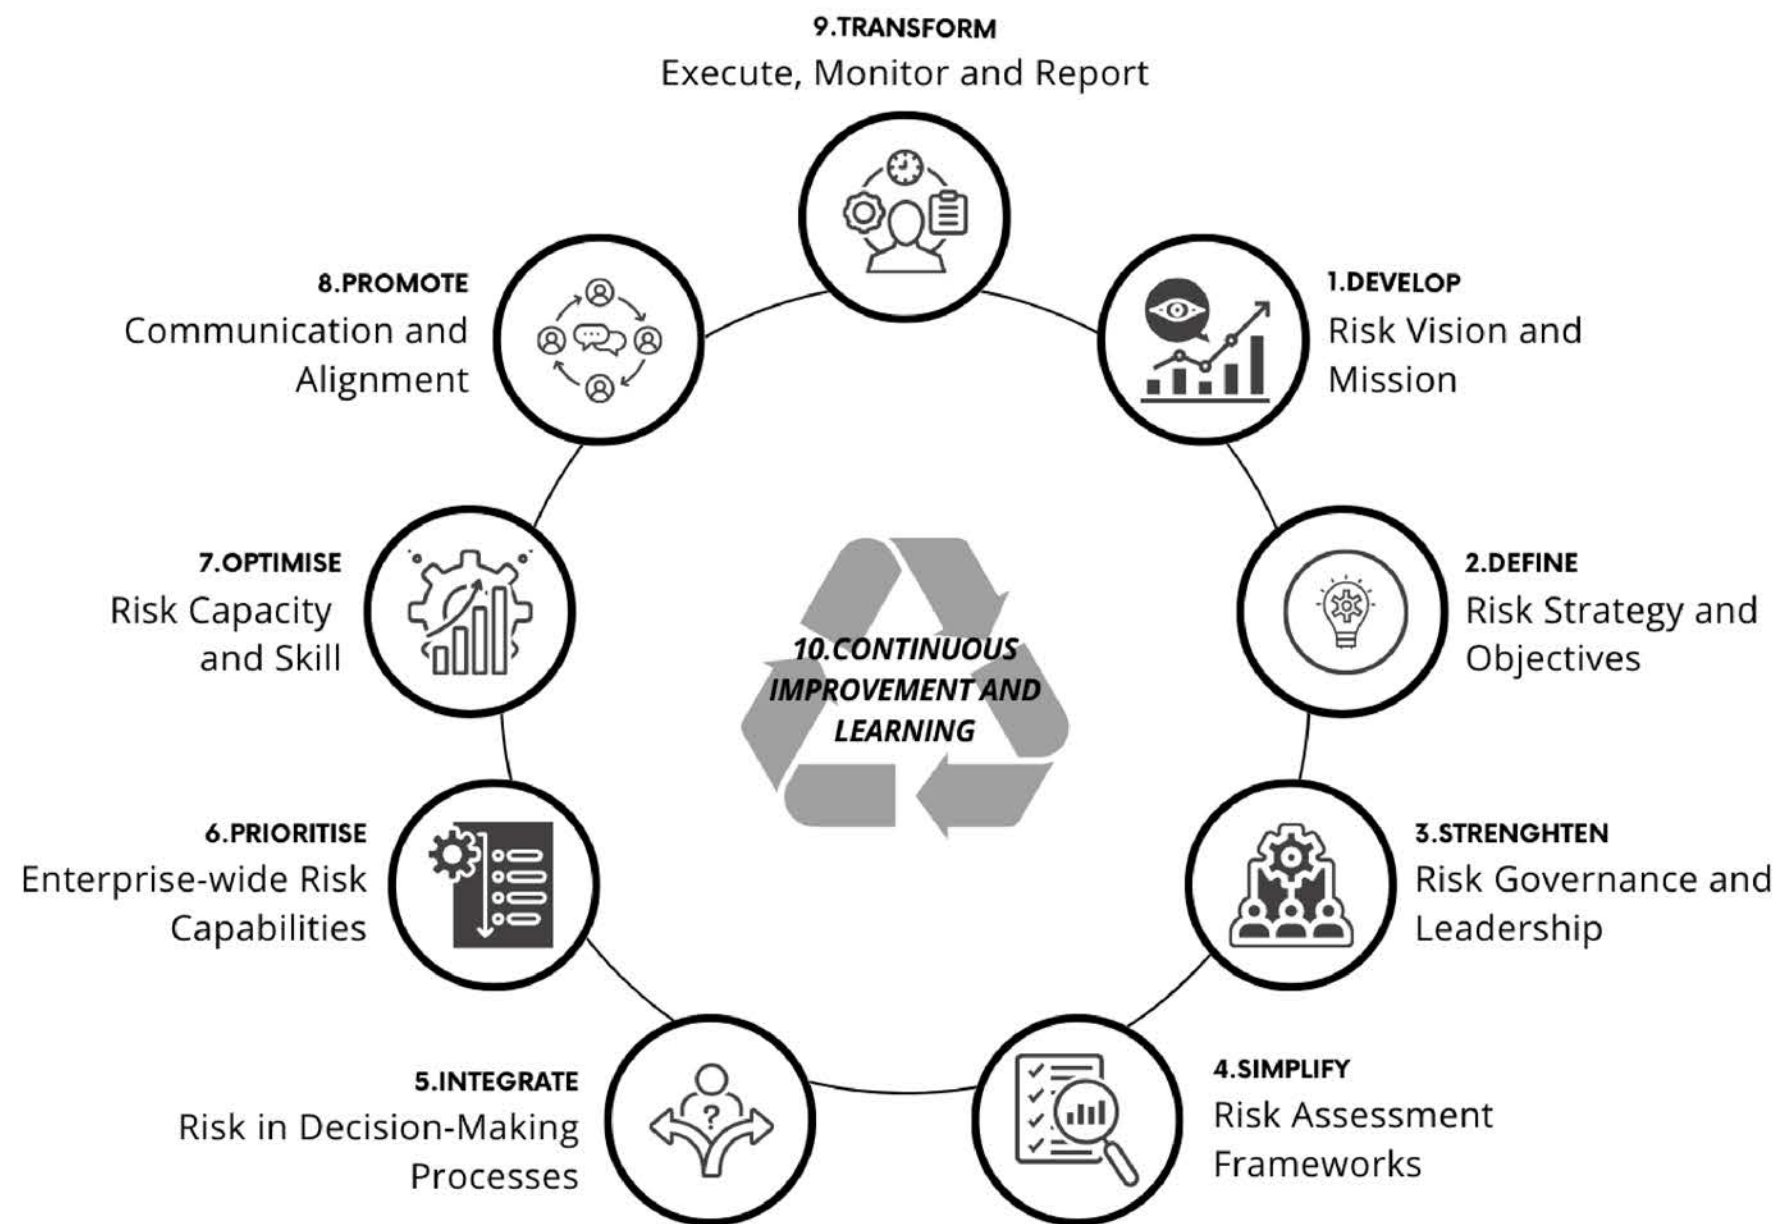 9.TRANSFORM
Execute, Monitor and Report
1.DEVELOP
Risk Vision and
Mission
2.DEFINE
Risk Strategy and
Objectives
3.STRENGHTEN
Risk Governance and
Leadership
4.SIMPLIFY
Risk Assessment
Frameworks
5.INTEGRATE
Risk in Decision-Making
Processes
?
6.PRIORITISE
Enterprise-wide Risk
Capabilities
7.OPTIMISE
Risk Capacity
and Skill
8.PROMOTE
Communication and
Alignment
10.CONTINUOUS
IMPROVEMENT AND
LEARNING